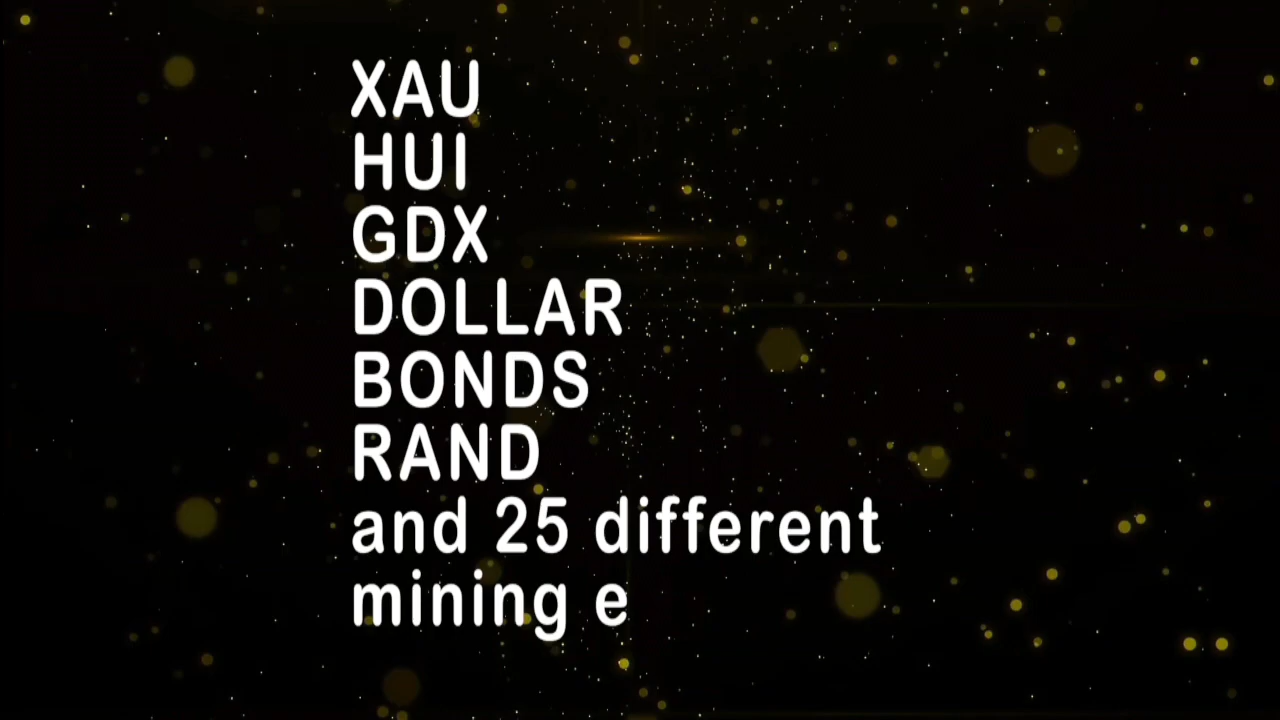 XAU
HUI
GDX
DOLLAR
BONDS
RAND
and 25 different
mining e